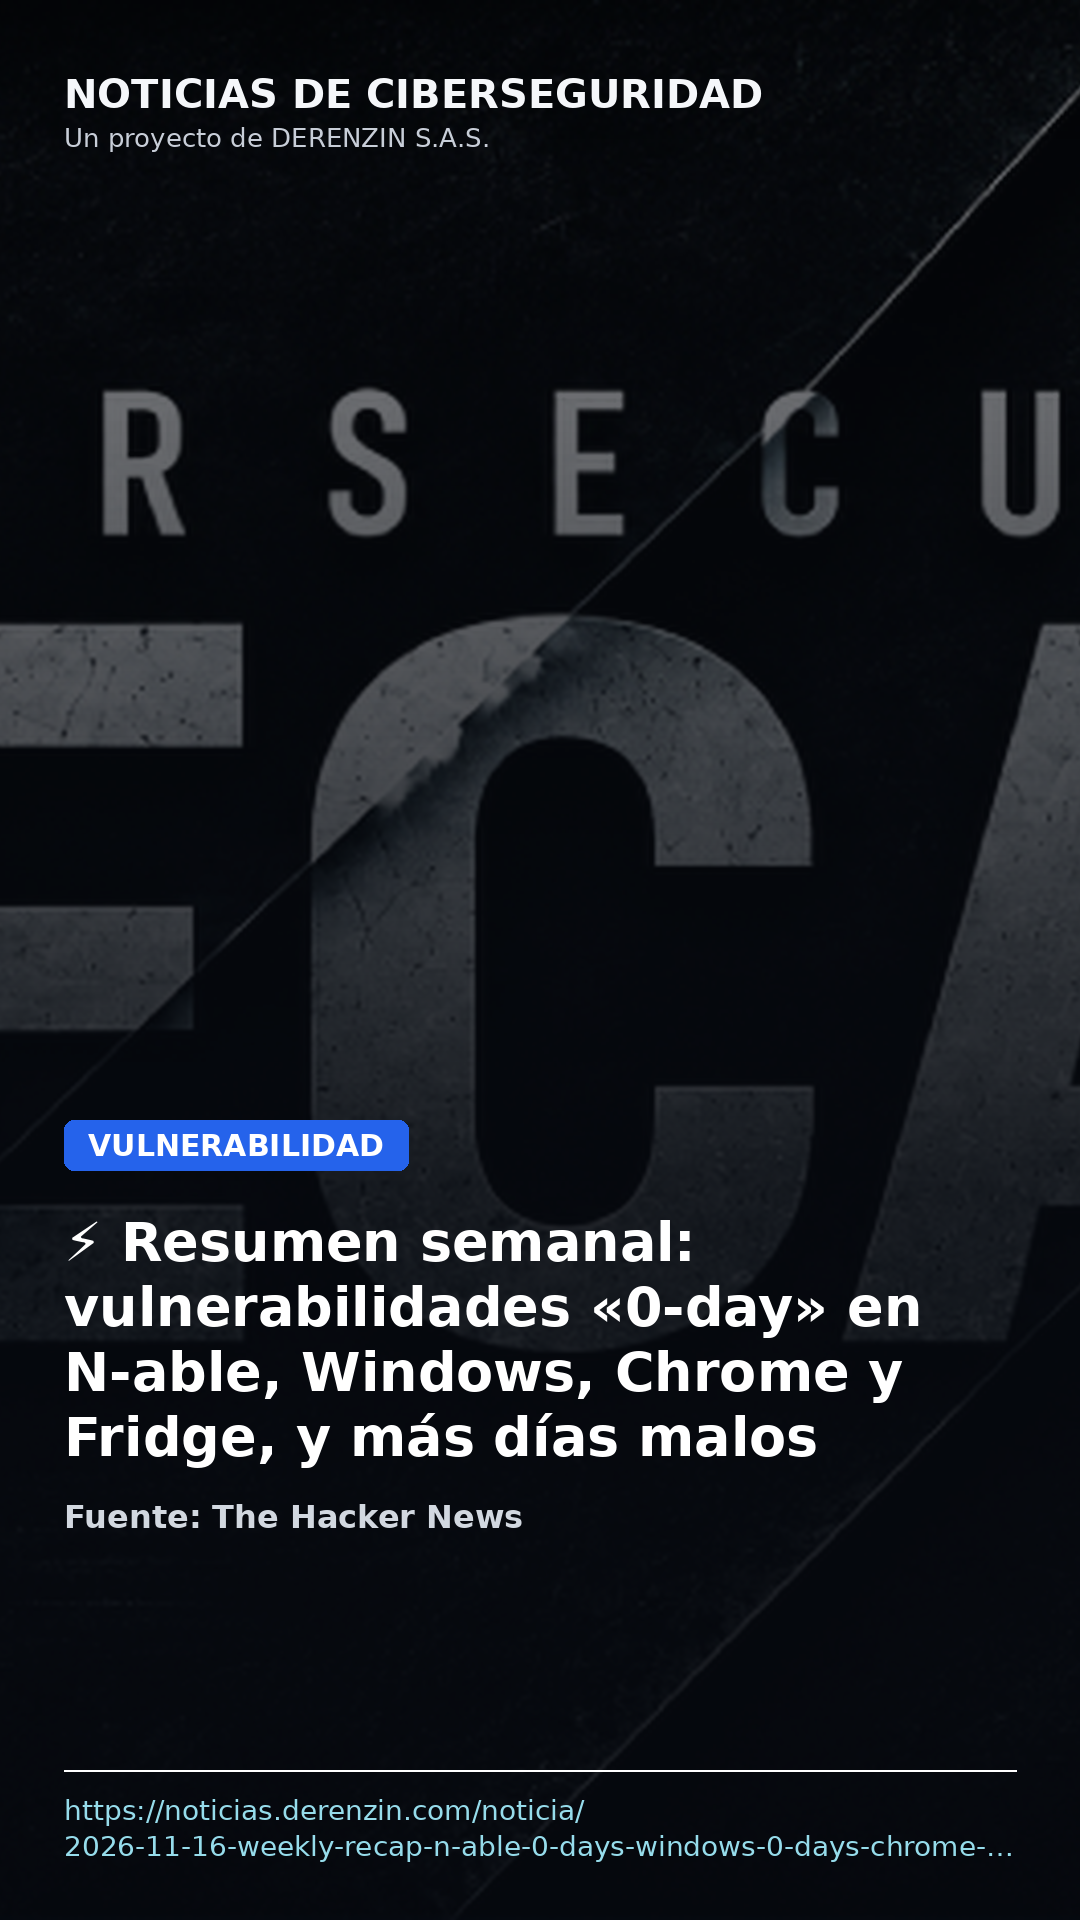 NOTICIAS DE CIBERSEGURIDAD
Un proyecto de DERENZIN S.A.S.
R S E C U
ECA
VULNERABILIDAD
⚡ Resumen semanal:
vulnerabilidades «0-day» en
N-able, Windows, Chrome y
Fridge, y más días malos
Fuente: The Hacker News
https://noticias.derenzin.com/noticia/
2026-11-16-weekly-recap-n-able-0-days-windows-0-days-chrome-…